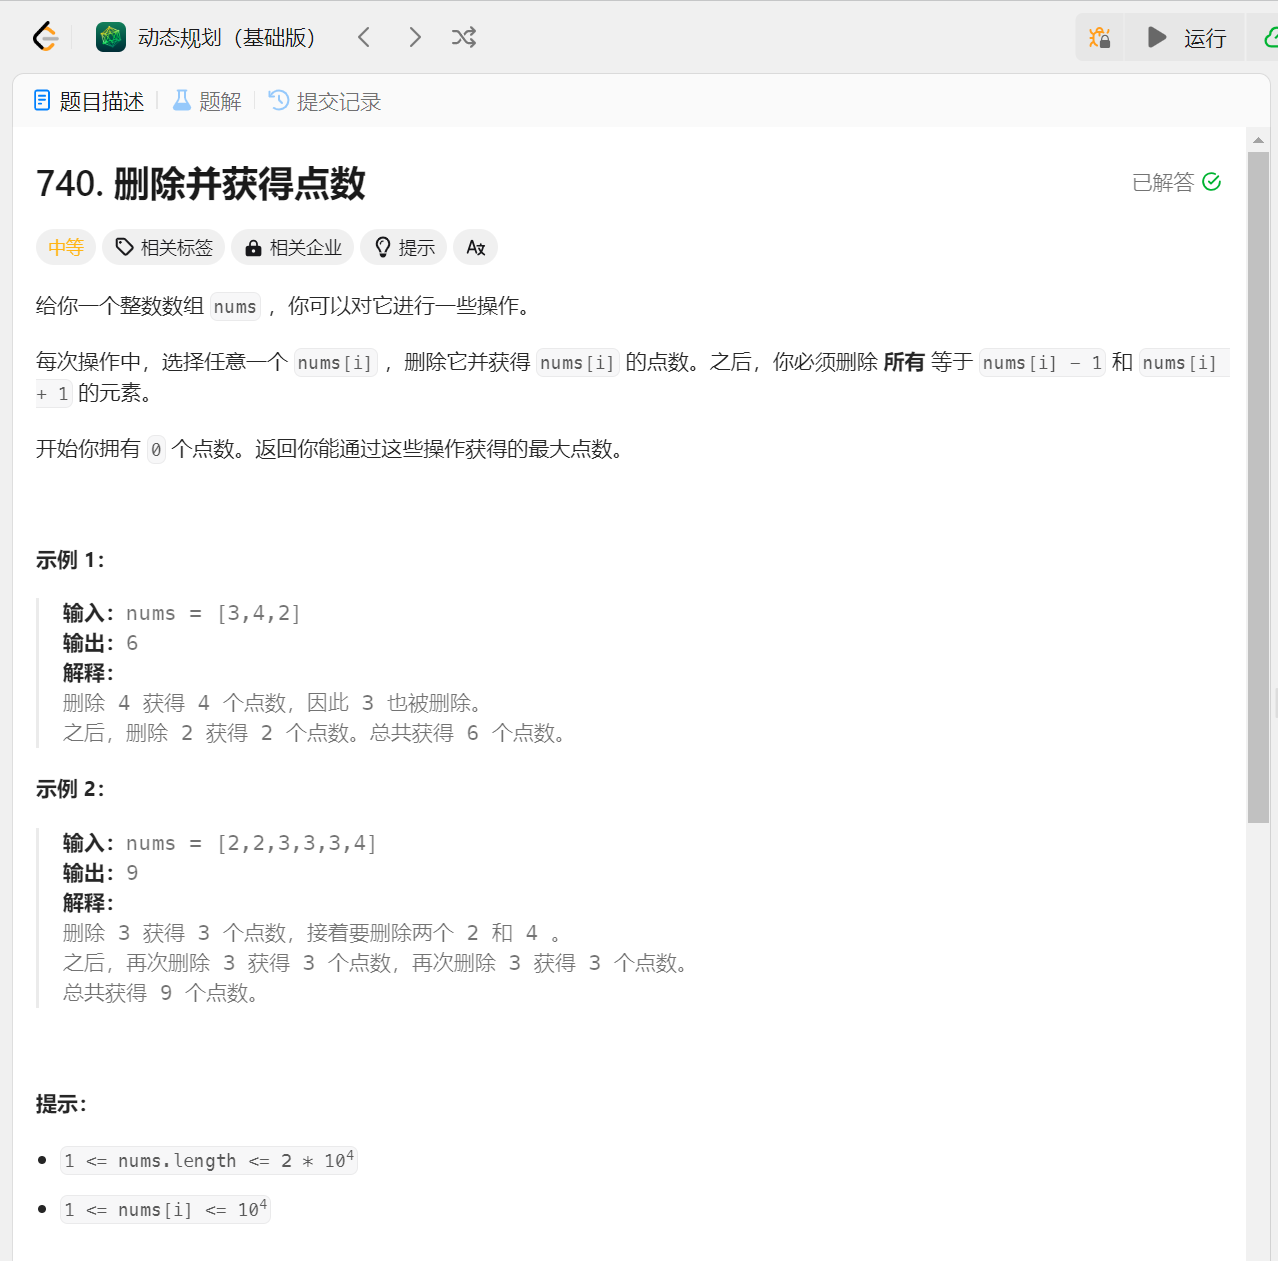 动态规划（基础版）
运行
题目描述 题解 提交记录
740. 删除并获得点数
已解答
中等 相关标签 相关企业 提示
给你一个整数数组 nums ，你可以对它进行一些操作。
每次操作中，选择任意一个 nums[i] ，删除它并获得 nums[i] 的点数。之后，你必须删除 所有 等于 nums[i] - 1 和 nums[i]
+ 1 的元素。
开始你拥有 0 个点数。返回你能通过这些操作获得的最大点数。
示例 1：
输入：nums = [3,4,2]
输出：6
解释：
删除 4 获得 4 个点数，因此 3 也被删除。
之后，删除 2 获得 2 个点数。总共获得 6 个点数。
示例 2：
输入：nums = [2,2,3,3,3,4]
输出：9
解释：
删除 3 获得 3 个点数，接着要删除两个 2 和 4 。
之后，再次删除 3 获得 3 个点数，再次删除 3 获得 3 个点数。
总共获得 9 个点数。
提示：
1 <= nums.length <= 2 * 10⁴
1 <= nums[i] <= 10⁴